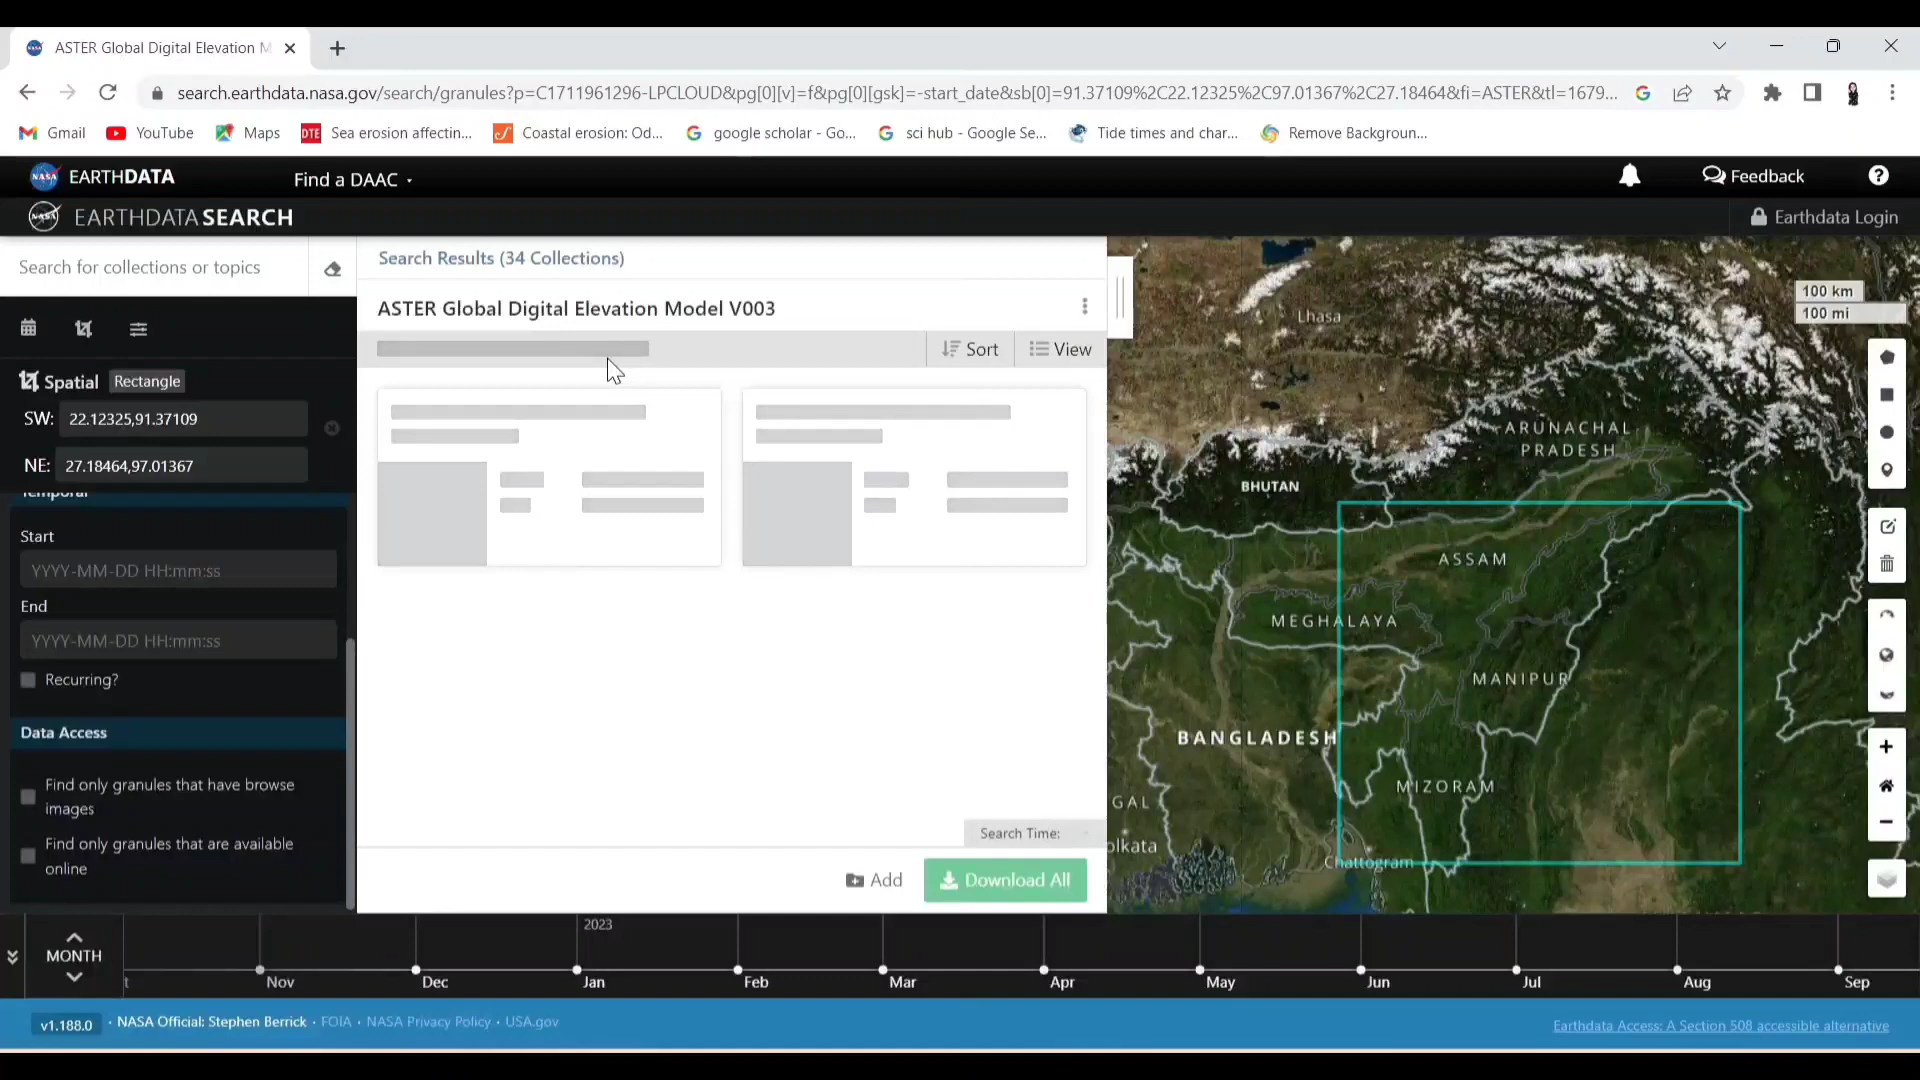 ASTER Global Digital Elevation M
search.earthdata.nasa.gov/search/granules?p=C1711961296-LPCLOUD&pg[0][v]=f&pg[0][gsk]=-start_date&sb[0]=91.37109%2C22.12325%2C97.01367%2C27.18464&fi=ASTER&tl=1679...
Gmail YouTube Maps DTE Sea erosion affectin... Coastal erosion: Od... google scholar - Go... sci hub - Google Se... Tide times and char... Remove Backgroun...
NASA EARTHDATA Find a DAAC Feedback ?
NASA EARTHDATA SEARCH Earthdata Login
Search for collections or topics
Spatial Rectangle
SW: 22.12325,91.37109
NE: 27.18464,97.01367
Temporal
Start
YYYY-MM-DD HH:mm:ss
End
YYYY-MM-DD HH:mm:ss
Recurring?
Data Access
Find only granules that have browse
images
Find only granules that are available
online
Search Results (34 Collections)
ASTER Global Digital Elevation Model V003
Sort View
Search Time:
Add Download All
100 km
100 mi
Lhasa
ARUNACHAL
PRADESH
BHUTAN
ASSAM
MEGHALAYA
MANIPUR
BANGLADESH
MIZORAM
GAL
olkata
Chattogram
2023
MONTH
t Nov Dec Jan Feb Mar Apr May Jun Jul Aug Sep
v1.188.0 · NASA Official: Stephen Berrick · FOIA · NASA Privacy Policy · USA.gov
Earthdata Access: A Section 508 accessible alternative